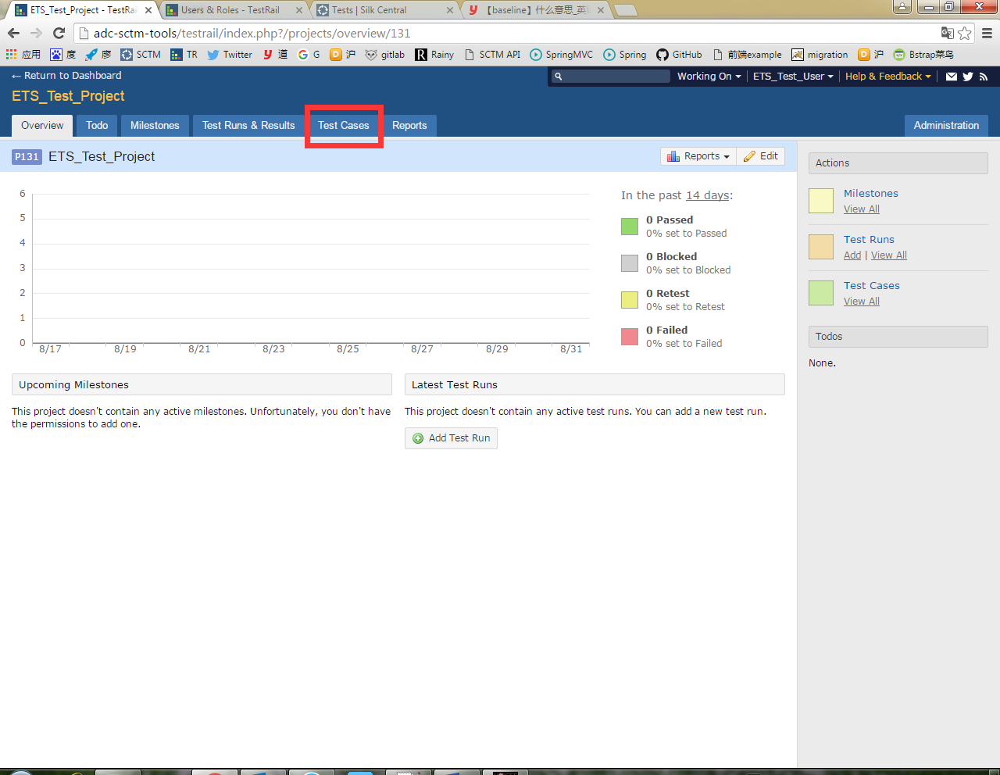 ETS_Test_Project - TestRai
Users & Roles - TestRail
Tests | Silk Central
【baseline】什么意思_英语
adc-sctm-tools/testrail/index.php?/projects/overview/131
应用 度 廖 SCTM TR Twitter 道 G 沪 gitlab Rainy SCTM API SpringMVC Spring GitHub 前端example migration 沪 Bstrap菜鸟
← Return to Dashboard
Working On ETS_Test_User Help & Feedback
ETS_Test_Project
Overview Todo Milestones Test Runs & Results Test Cases Reports Administration
P131 ETS_Test_Project
Reports Edit
6
5
4
3
2
1
0
8/17 8/19 8/21 8/23 8/25 8/27 8/29 8/31
In the past 14 days:
0 Passed
0% set to Passed
0 Blocked
0% set to Blocked
0 Retest
0% set to Retest
0 Failed
0% set to Failed
Upcoming Milestones
This project doesn't contain any active milestones. Unfortunately, you don't have
the permissions to add one.
Latest Test Runs
This project doesn't contain any active test runs. You can add a new test run.
Add Test Run
Actions
Milestones
View All
Test Runs
Add | View All
Test Cases
View All
Todos
None.